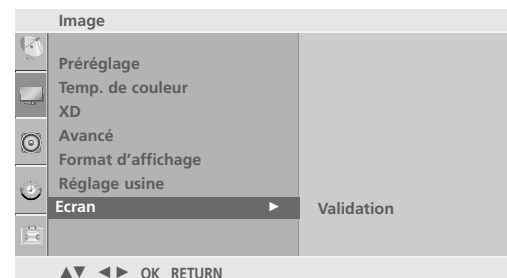 Image
Préréglage
Temp. de couleur
XD
Avancé
Format d’affichage
Réglage usine
Ecran ► Validation
▲▼ ◄► OK RETURN